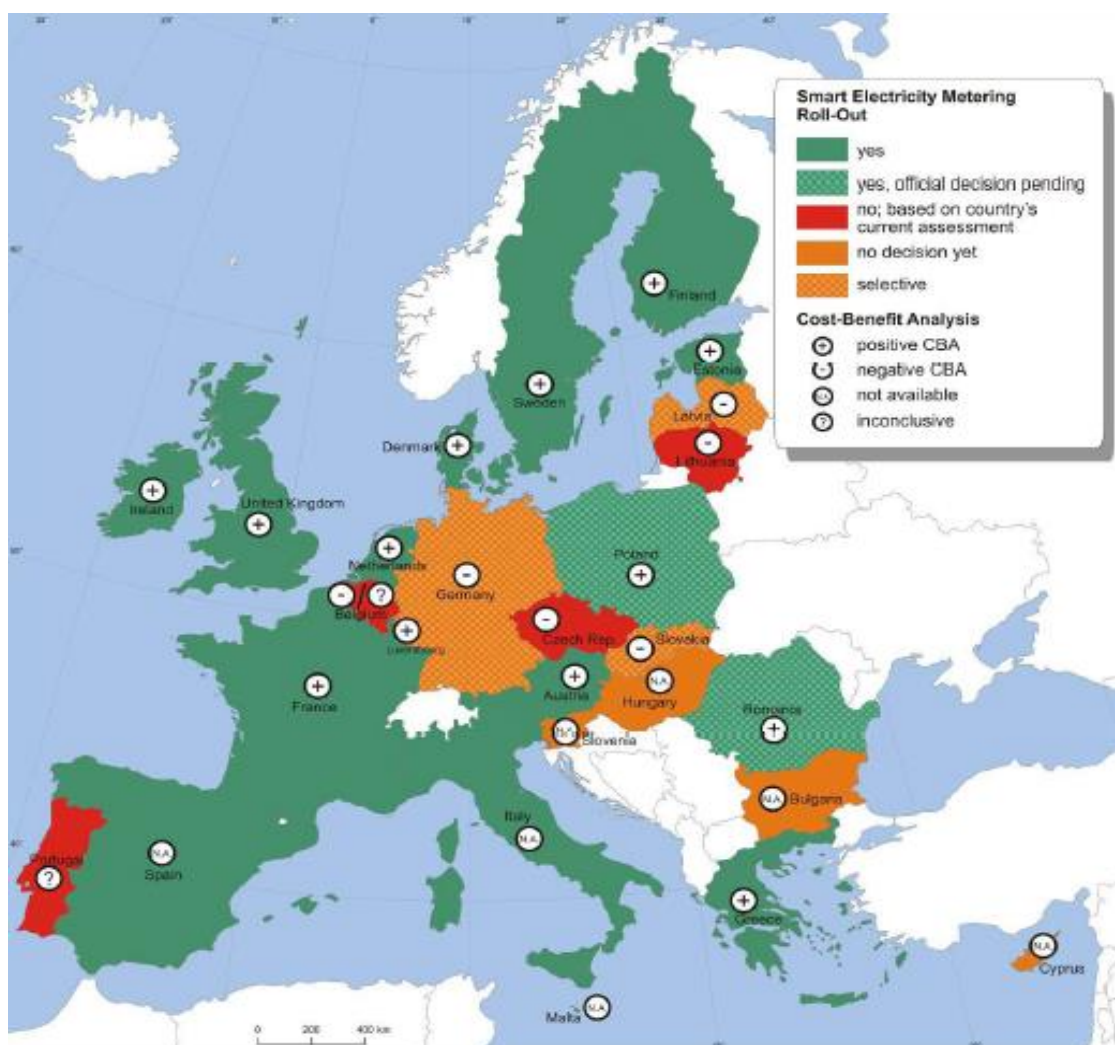 Smart Electricity Metering
Roll-Out
yes
yes, official decision pending
no; based on country's
current assessment
no decision yet
selective
Cost-Benefit Analysis
+ positive CBA
- negative CBA
N.A. not available
? inconclusive
+
Finland
+
Estonia
+
Sweden
-
Latvia
-
Lithuania
Denmark +
+
Ireland
United Kingdom
+
+
Netherlands
Poland
+
-
Germany
- / ?
Belgium
+
Luxembourg
-
Czech Rep.
Slovakia
-
+
Austria
N.A.
Hungary
+
France
Romania
+
N.A.
Slovenia
N.A. Bulgaria
Italy
N.A.
Portugal
?
N.A.
Spain
+
Greece
N.A.
Cyprus
Malta N.A.
0 200 400 km